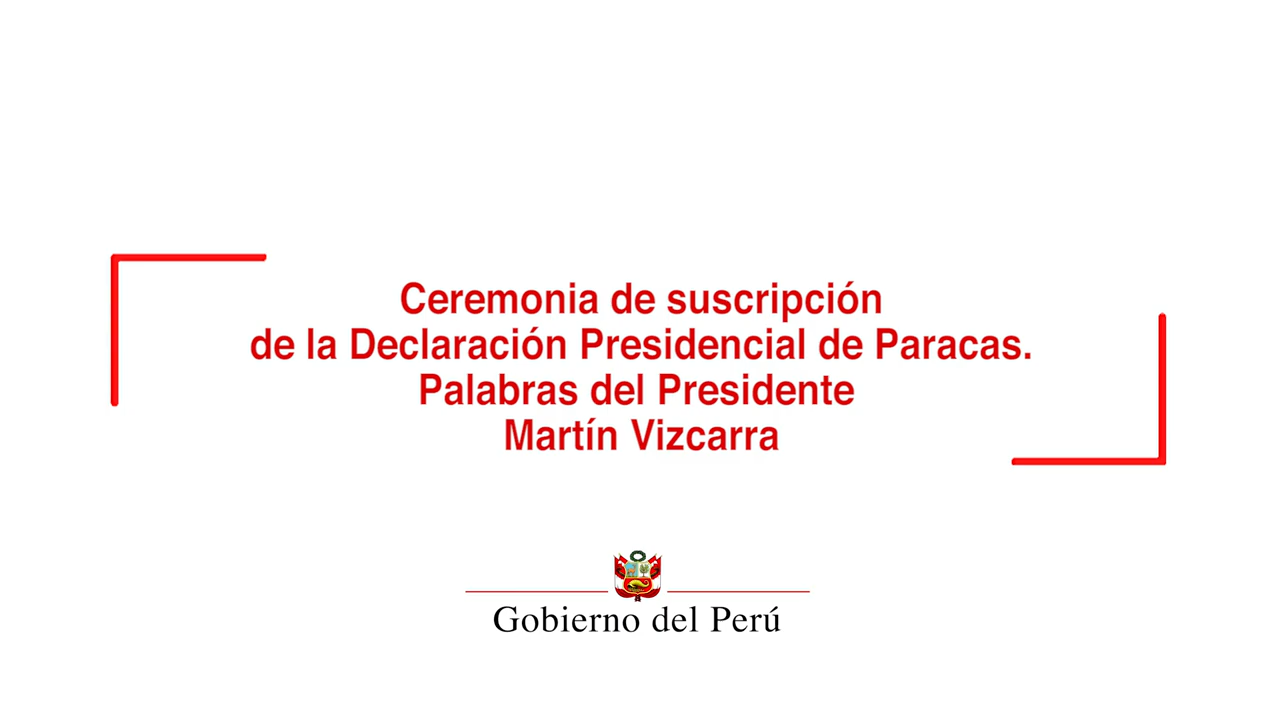 Ceremonia de suscripción
de la Declaración Presidencial de Paracas.
Palabras del Presidente
Martín Vizcarra
Gobierno del Perú